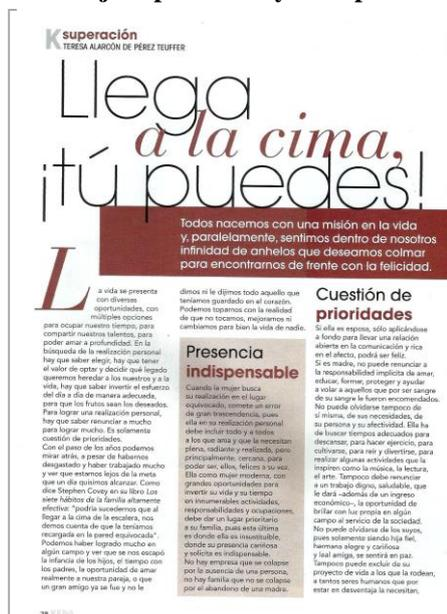 K superación
TERESA ALARCÓN DE PÉREZ TEUFFER
Llega
a la cima,
¡tú puedes!
Todos nacemos con una misión en la vida
y, paralelamente, sentimos dentro de nosotros
infinidad de anhelos que deseamos colmar
para encontrarnos de frente con la felicidad.
La vida se presenta
con diversas
oportunidades, con
múltiples opciones
para ocupar nuestro tiempo, para
compartir nuestros talentos, para
poder amar a profundidad. En la
búsqueda de la realización personal
hay que saber elegir, hay que tener
el valor de optar y decidir qué legado
queremos heredar a los nuestros y a la
vida, hay que saber invertir el esfuerzo
del día a día de manera adecuada,
para que los frutos sean los deseados.
Para lograr una realización personal,
hay que saber renunciar a mucho
para lograr mucho. Es solamente
cuestión de prioridades.
Con el paso de los años podemos
mirar atrás, a pesar de habernos
desgastado y haber trabajado mucho
y ver que estamos lejos de la meta
que un día quisimos alcanzar. Como
dice Stephen Covey en su libro Los
siete hábitos de la familia altamente
efectiva: "podría sucedernos que al
llegar a la cima de la escalera, nos
demos cuenta de que la teníamos
recargada en la pared equivocada".
Podemos haber logrado mucho en
algún campo y ver que se nos escapó
la infancia de los hijos, el tiempo con
los padres, la oportunidad de amar
realmente a nuestra pareja, o que
un gran amigo ya se fue y no le
dimos ni le dijimos todo aquello que
teníamos guardado en el corazón.
Podemos toparnos con la realidad
de que no tocamos, mejoramos ni
cambiamos para bien la vida de nadie.
Presencia
indispensable
Cuando la mujer busca
su realización en el lugar
equivocado, comete un error
de gran trascendencia, pues
ella en su realización personal
debe incluir a todo y a todos
a los que ama y que la necesitan
plena, radiante y realizada, pero
principalmente, cercana, para
poder ser, ellos, felices a su vez.
Ella como mujer moderna, con
grandes oportunidades para
invertir su vida y su tiempo
en innumerables actividades,
responsabilidades y ocupaciones,
debe dar un lugar prioritario
a su familia, pues esta última
es donde ella es insustituible,
donde su presencia cariñosa
y solícita es indispensable.
No hay empresa que se colapse
por la ausencia de una persona,
no hay familia que no se colapse
por el abandono de una madre.
Cuestión de
prioridades
Si ella es esposa, sólo aplicándose
a fondo para llevar una relación
abierta en la comunicación y rica
en el afecto, podrá ser feliz.
Si es madre, no puede renunciar a
la responsabilidad implícita de amar,
educar, formar, proteger y ayudar
a volar a aquellos que por ser sangre
de su sangre le fueron encomendados.
No puede olvidarse tampoco de
sí misma, de sus necesidades, de
su persona y su afectividad. Ella ha
de buscar tiempos adecuados para
descansar, para hacer ejercicio, para
cultivarse, para reír y divertirse, para
realizar algunas actividades que la
inspiren como la música, la lectura,
el arte. Tampoco debe renunciar
a un trabajo digno, saludable, que
le dará –además de un ingreso
económico–, la oportunidad de
brillar con luz propia en algún
campo al servicio de la sociedad.
No puede olvidarse de los suyos,
pues solamente siendo hija fiel,
hermana alegre y cariñosa
y leal amiga, se sentirá en paz.
Tampoco puede excluir de su
proyecto de vida a los que la rodean,
a tantos seres humanos que por
estar en desventaja la necesitan,